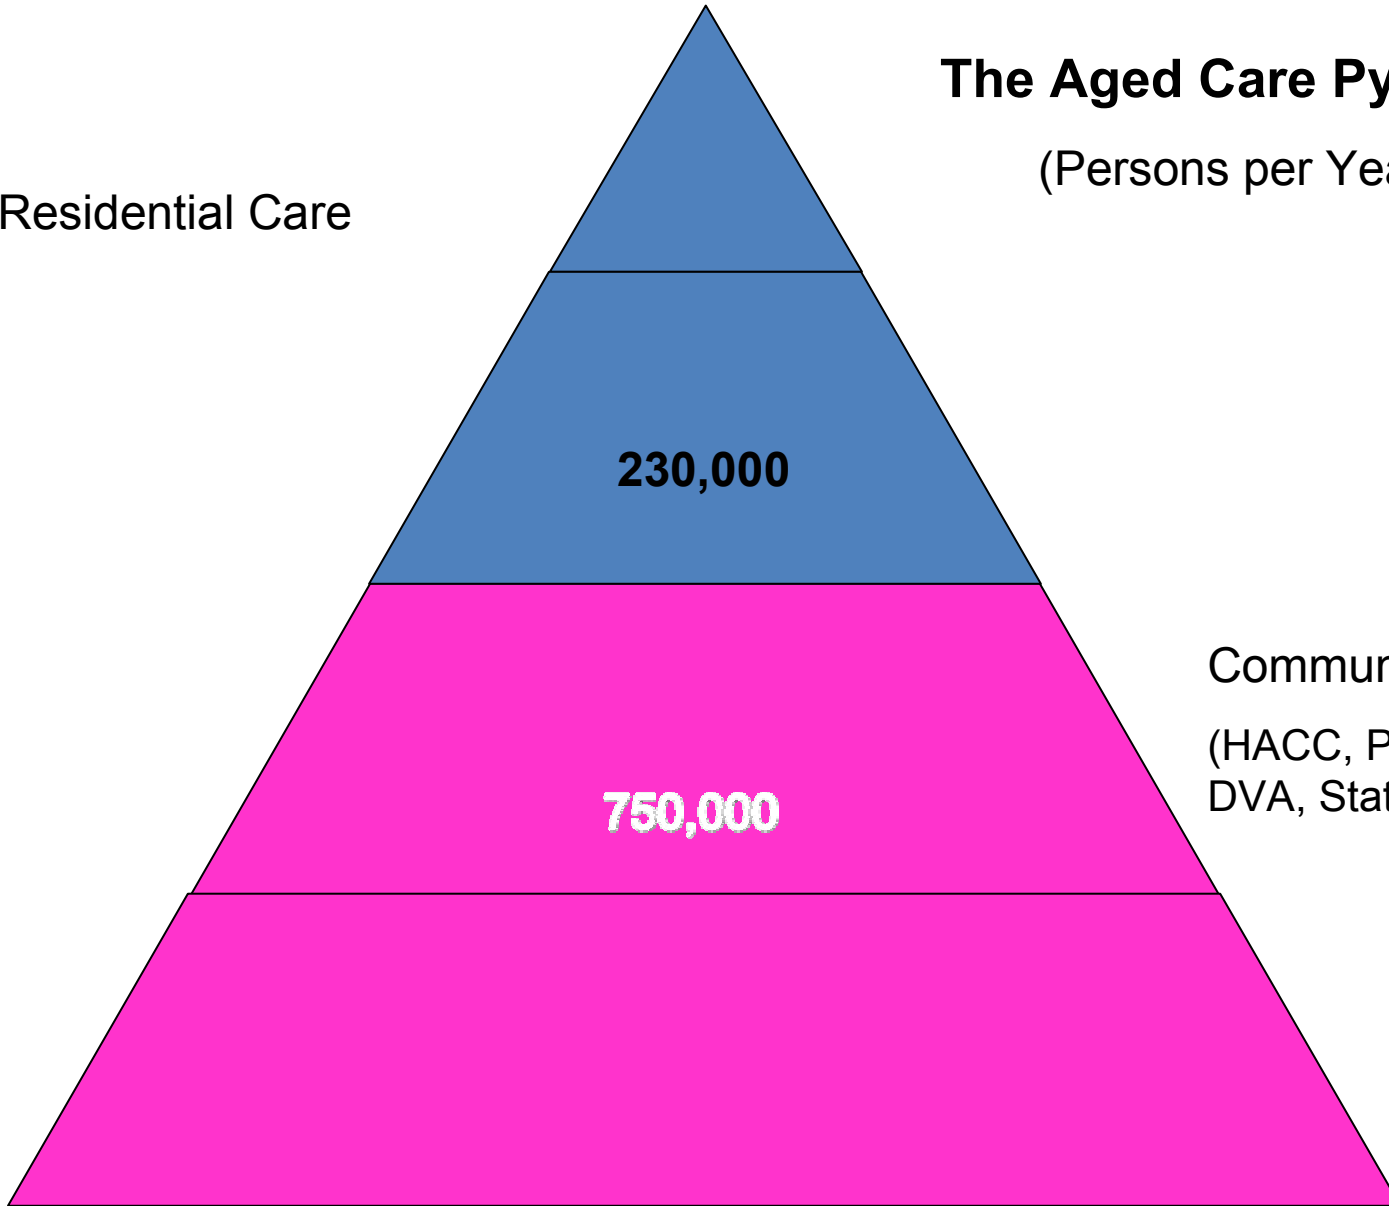 The Aged Care Py
(Persons per Yea
Residential Care
230,000
Commun
(HACC, P
DVA, Stat
750,000